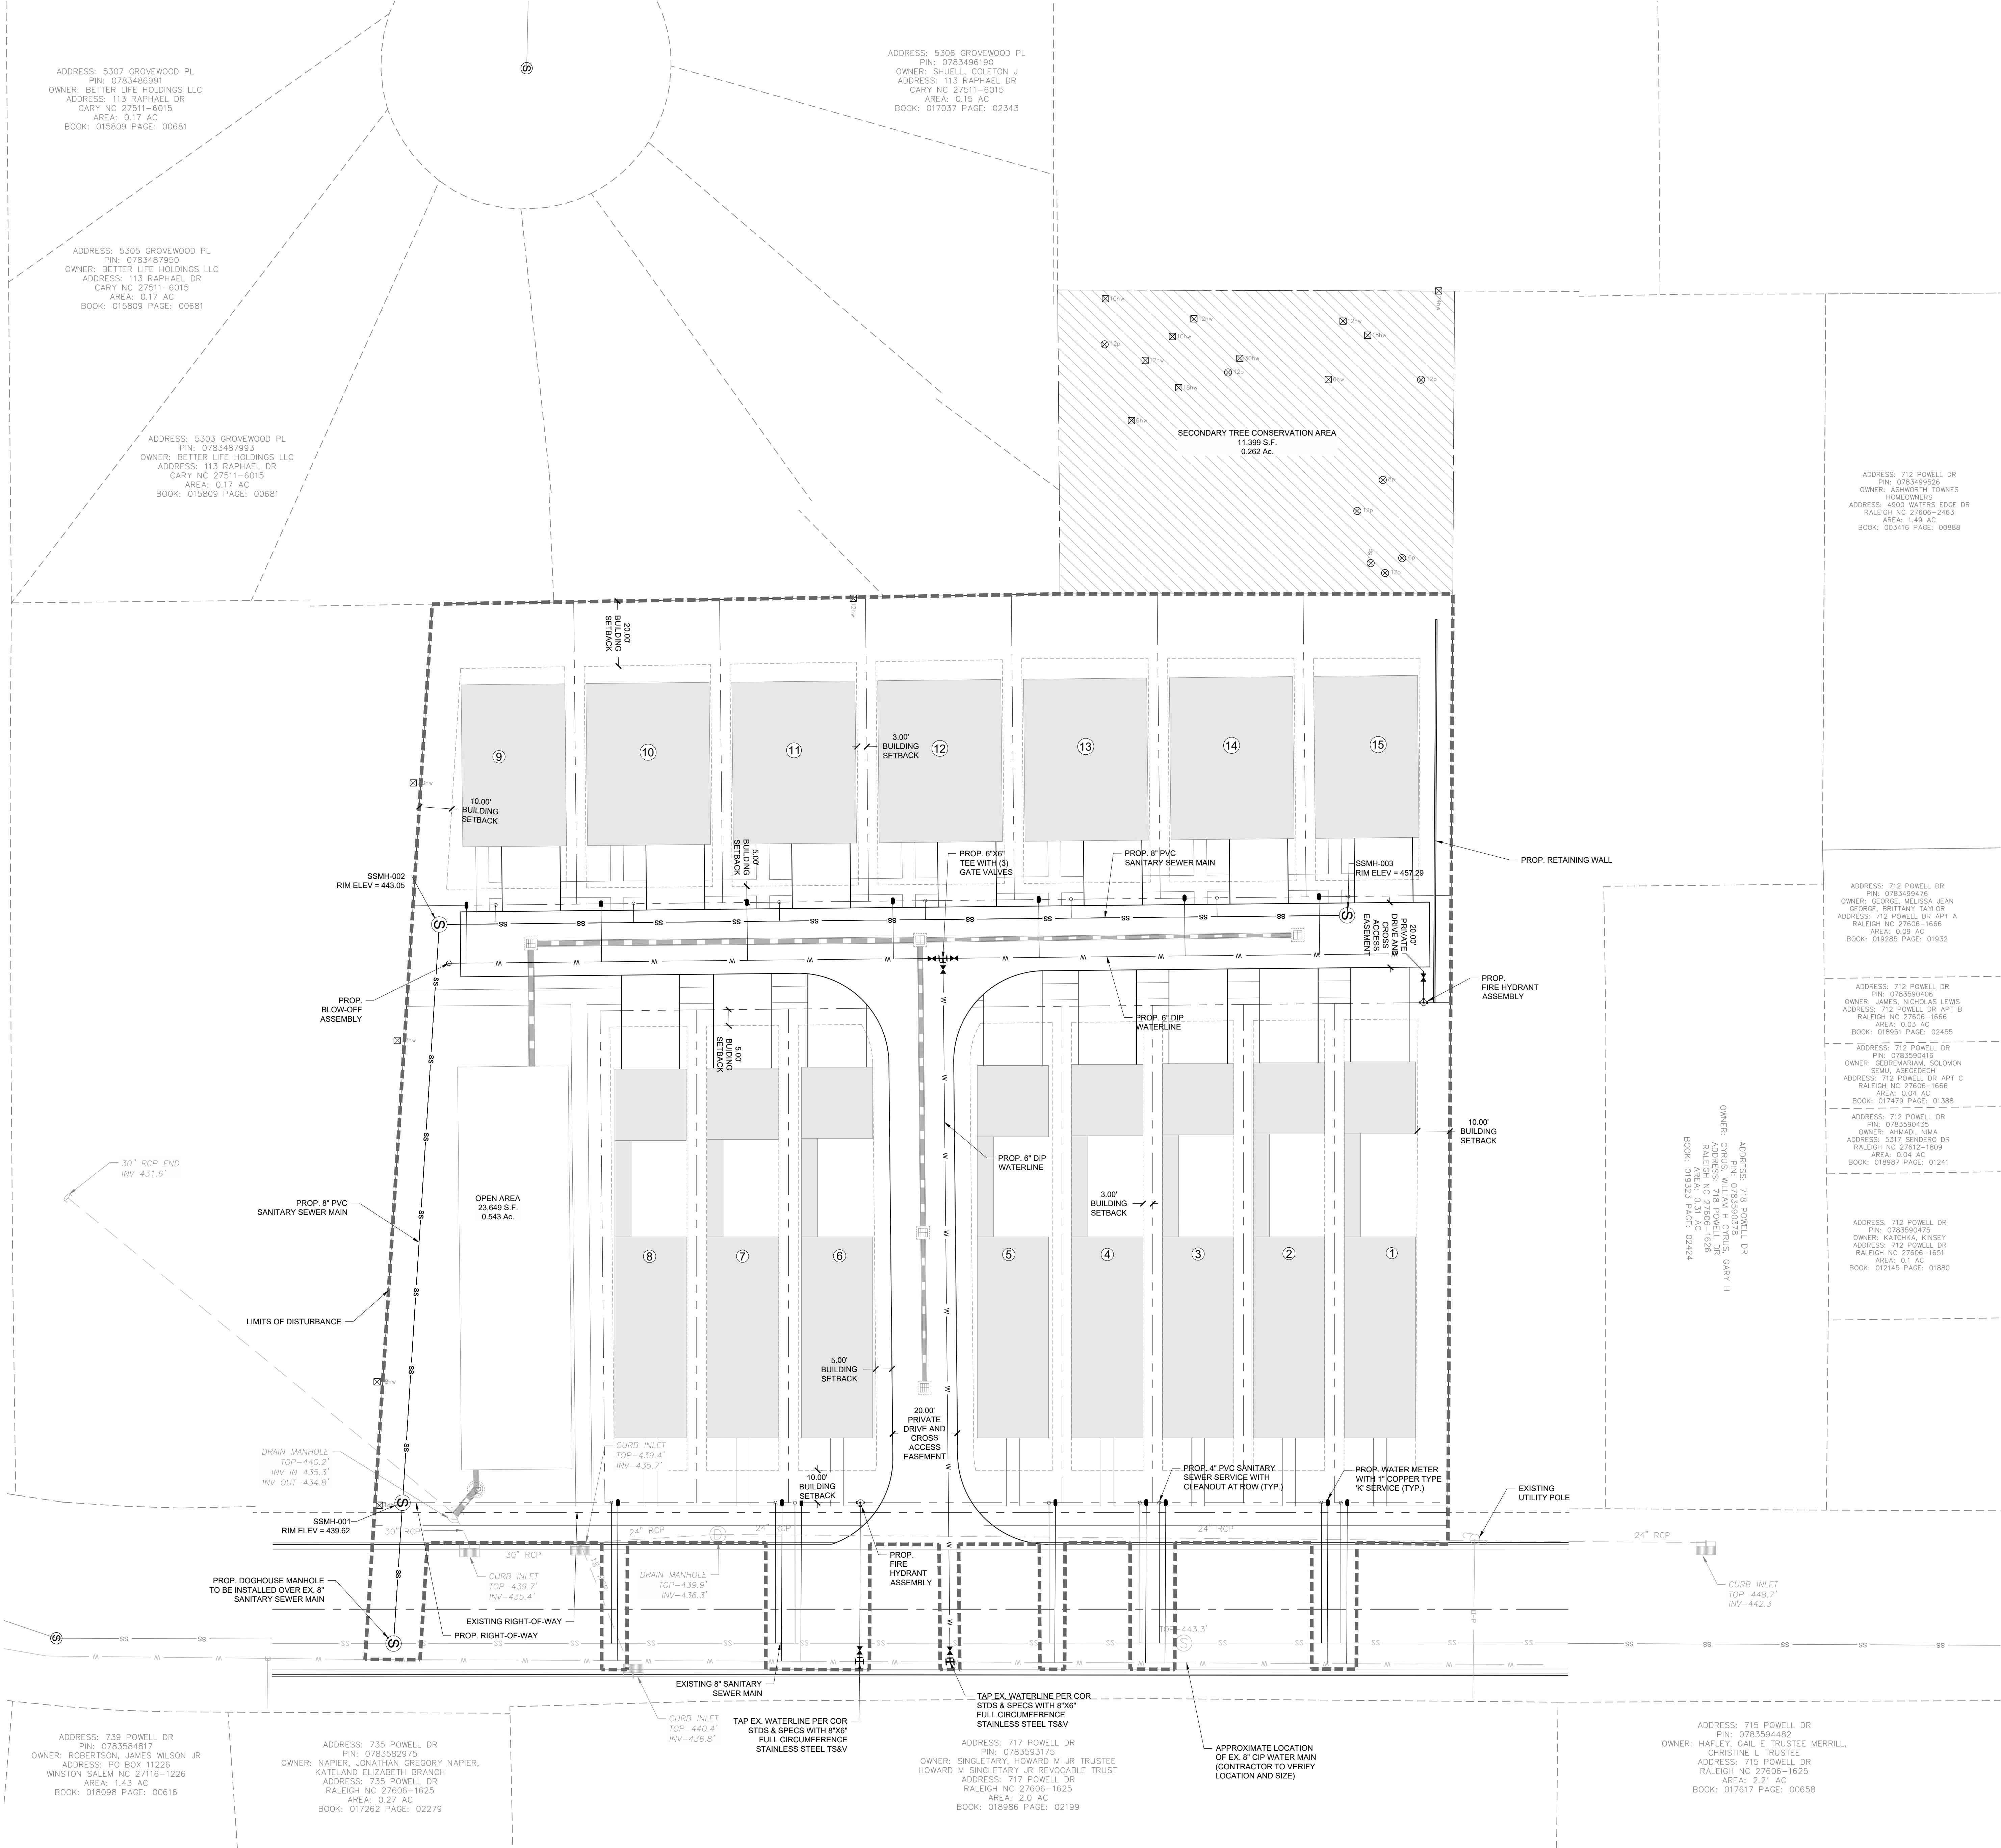 ADDRESS: 5307 GROVEWOOD PL
PIN: 0783486991
OWNER: BETTER LIFE HOLDINGS LLC
ADDRESS: 113 RAPHAEL DR
CARY NC 27511-6015
AREA: 0.17 AC
BOOK: 015809 PAGE: 00681
S
ADDRESS: 5306 GROVEWOOD PL
PIN: 0783496190
OWNER: SHUELL, COLETON J
ADDRESS: 113 RAPHAEL DR
CARY NC 27511-6015
AREA: 0.15 AC
BOOK: 017037 PAGE: 02343
ADDRESS: 5305 GROVEWOOD PL
PIN: 0783487950
OWNER: BETTER LIFE HOLDINGS LLC
ADDRESS: 113 RAPHAEL DR
CARY NC 27511-6015
AREA: 0.17 AC
BOOK: 015809 PAGE: 00681
ADDRESS: 5303 GROVEWOOD PL
PIN: 0783487993
OWNER: BETTER LIFE HOLDINGS LLC
ADDRESS: 113 RAPHAEL DR
CARY NC 27511-6015
AREA: 0.17 AC
BOOK: 015809 PAGE: 00681
10hw
12hw
18hw
12p
12hw
30hw
12p
18hw
12p
SECONDARY TREE CONSERVATION AREA
11,399 S.F.
0.262 Ac.
12p
12p
ADDRESS: 712 POWELL DR
PIN: 0783499526
OWNER: ASHWORTH TOWNES
HOMEOWNERS
ADDRESS: 4900 WATERS EDGE DR
RALEIGH NC 27606-2463
AREA: 1.49 AC
BOOK: 003416 PAGE: 00888
20.00'
BUILDING
SETBACK
9
10
11
12
13
14
15
3.00'
BUILDING
SETBACK
10.00'
BUILDING
SETBACK
5.00'
BUILDING
SETBACK
PROP. 6"X6"
TEE WITH (3)
GATE VALVES
PROP. 8" PVC
SANITARY SEWER MAIN
SSMH-003
RIM ELEV = 457.29
PROP. RETAINING WALL
SSMH-002
RIM ELEV = 443.05
20.00'
PRIVATE
DRIVE AND
CROSS
ACCESS
EASEMENT
ADDRESS: 712 POWELL DR
PIN: 0783499476
OWNER: GEORGE, MELISSA JEAN
GEORGE, BRITTANY TAYLOR
ADDRESS: 712 POWELL DR APT A
RALEIGH NC 27606-1666
AREA: 0.09 AC
BOOK: 019285 PAGE: 01932
PROP.
BLOW-OFF
ASSEMBLY
PROP.
FIRE HYDRANT
ASSEMBLY
PROP. 6" DIP
WATERLINE
5.00'
BUIDING
SETBACK
ADDRESS: 712 POWELL DR
PIN: 0783590406
OWNER: JAMES, NICHOLAS LEWIS
ADDRESS: 712 POWELL DR APT B
RALEIGH NC 27606-1666
AREA: 0.03 AC
BOOK: 018951 PAGE: 02455
ADDRESS: 712 POWELL DR
PIN: 0783590416
OWNER: GEBREMARIAM, SOLOMON
SEMU, ASEGEDECH
ADDRESS: 712 POWELL DR APT C
RALEIGH NC 27606-1666
AREA: 0.04 AC
BOOK: 017479 PAGE: 01388
ADDRESS: 712 POWELL DR
PIN: 0783590435
OWNER: AHMADI, NIMA
ADDRESS: 5317 SENDERO DR
RALEIGH NC 27612-1809
AREA: 0.04 AC
BOOK: 018987 PAGE: 01241
ADDRESS: 718 POWELL DR
PIN: 0783590378
OWNER: CYRUS, WILLIAM H CYRUS, GARY H
ADDRESS: 718 POWELL DR
RALEIGH NC 27606-1626
AREA: 0.31 AC
BOOK: 019323 PAGE: 02424
ADDRESS: 712 POWELL DR
PIN: 0783590475
OWNER: KATCHKA, KINSEY
ADDRESS: 712 POWELL DR
RALEIGH NC 27606-1651
AREA: 0.1 AC
BOOK: 012145 PAGE: 01880
10.00'
BUILDING
SETBACK
30" RCP END
INV 431.6'
PROP. 6" DIP
WATERLINE
PROP. 8" PVC
SANITARY SEWER MAIN
OPEN AREA
23,649 S.F.
0.543 Ac.
3.00'
BUILDING
SETBACK
8
7
6
5
4
3
2
1
LIMITS OF DISTURBANCE
5.00'
BUILDING
SETBACK
20.00'
PRIVATE
DRIVE AND
CROSS
ACCESS
EASEMENT
DRAIN MANHOLE
TOP-440.2'
INV IN 435.3'
INV OUT-434.8'
CURB INLET
TOP-439.4'
INV-435.7'
10.00'
BUILDING
SETBACK
PROP. 4" PVC SANITARY
SEWER SERVICE WITH
CLEANOUT AT ROW (TYP.)
PROP. WATER METER
WITH 1" COPPER TYPE
'K' SERVICE (TYP.)
EXISTING
UTILITY POLE
SSMH-001
RIM ELEV = 439.62
30" RCP
24" RCP
24" RCP
24" RCP
24" RCP
30" RCP
PROP.
FIRE
HYDRANT
ASSEMBLY
CURB INLET
TOP-439.7'
INV-435.4'
DRAIN MANHOLE
TOP-439.9'
INV-436.3'
CURB INLET
TOP-448.7'
INV-442.3
PROP. DOGHOUSE MANHOLE
TO BE INSTALLED OVER EX. 8"
SANITARY SEWER MAIN
EXISTING RIGHT-OF-WAY
PROP. RIGHT-OF-WAY
OHP
TOP-443.3'
EXISTING 8" SANITARY
SEWER MAIN
TAP EX. WATERLINE PER COR
STDS & SPECS WITH 8"X6"
FULL CIRCUMFERENCE
STAINLESS STEEL TS&V
CURB INLET
TOP-440.4'
INV-436.8'
TAP EX. WATERLINE PER COR
STDS & SPECS WITH 8"X6"
FULL CIRCUMFERENCE
STAINLESS STEEL TS&V
APPROXIMATE LOCATION
OF EX. 8" CIP WATER MAIN
(CONTRACTOR TO VERIFY
LOCATION AND SIZE)
ADDRESS: 739 POWELL DR
PIN: 0783584817
OWNER: ROBERTSON, JAMES WILSON JR
ADDRESS: PO BOX 11226
WINSTON SALEM NC 27116-1226
AREA: 1.43 AC
BOOK: 018098 PAGE: 00616
ADDRESS: 735 POWELL DR
PIN: 0783582975
OWNER: NAPIER, JONATHAN GREGORY NAPIER,
KATELAND ELIZABETH BRANCH
ADDRESS: 735 POWELL DR
RALEIGH NC 27606-1625
AREA: 0.27 AC
BOOK: 017262 PAGE: 02279
ADDRESS: 717 POWELL DR
PIN: 0783593175
OWNER: SINGLETARY, HOWARD M JR TRUSTEE
HOWARD M SINGLETARY JR REVOCABLE TRUST
ADDRESS: 717 POWELL DR
RALEIGH NC 27606-1625
AREA: 2.0 AC
BOOK: 018986 PAGE: 02199
ADDRESS: 715 POWELL DR
PIN: 0783594482
OWNER: HAFLEY, GAIL E TRUSTEE MERRILL,
CHRISTINE L TRUSTEE
ADDRESS: 715 POWELL DR
RALEIGH NC 27606-1625
AREA: 2.21 AC
BOOK: 017617 PAGE: 00658